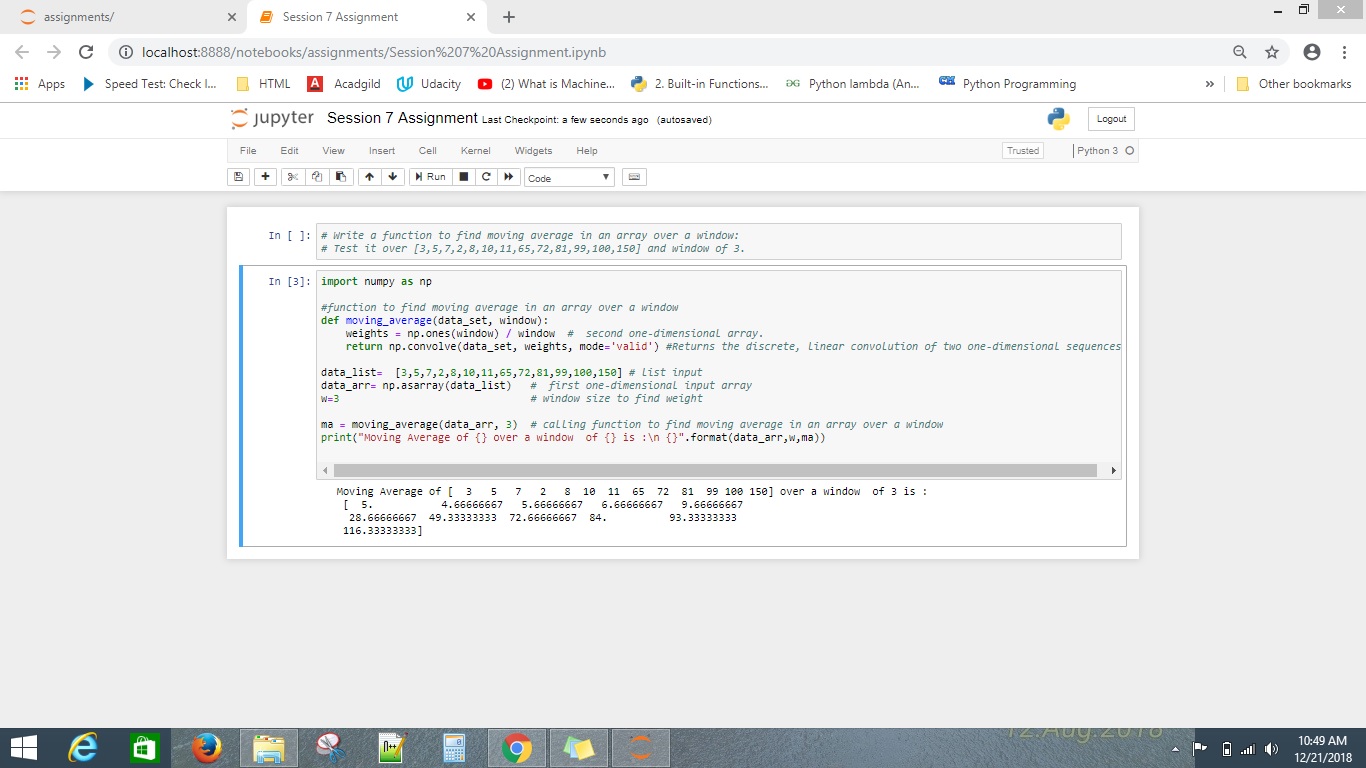 assignments/
Session 7 Assignment
localhost:8888/notebooks/assignments/Session%207%20Assignment.ipynb
Apps Speed Test: Check I... HTML Acadgild Udacity (2) What is Machine... 2. Built-in Functions... Python lambda (An... Python Programming » Other bookmarks
jupyter Session 7 Assignment Last Checkpoint: a few seconds ago (autosaved) Logout
File Edit View Insert Cell Kernel Widgets Help Trusted Python 3
Run Code
In [ ]: # Write a function to find moving average in an array over a window:
# Test it over [3,5,7,2,8,10,11,65,72,81,99,100,150] and window of 3.
In [3]: import numpy as np
#function to find moving average in an array over a window
def moving_average(data_set, window):
    weights = np.ones(window) / window  #  second one-dimensional array.
    return np.convolve(data_set, weights, mode='valid') #Returns the discrete, linear convolution of two one-dimensional sequences
data_list=  [3,5,7,2,8,10,11,65,72,81,99,100,150] # list input
data_arr= np.asarray(data_list)   #  first one-dimensional input array
w=3                               # window size to find weight
ma = moving_average(data_arr, 3)  # calling function to find moving average in an array over a window
print("Moving Average of {} over a window  of {} is :\n {}".format(data_arr,w,ma))
Moving Average of [  3   5   7   2   8  10  11  65  72  81  99 100 150] over a window  of 3 is :
[  5.           4.66666667   5.66666667   6.66666667   9.66666667
28.66666667  49.33333333  72.66666667  84.          93.33333333
116.33333333]
12.Aug.2018
10:49 AM
12/21/2018